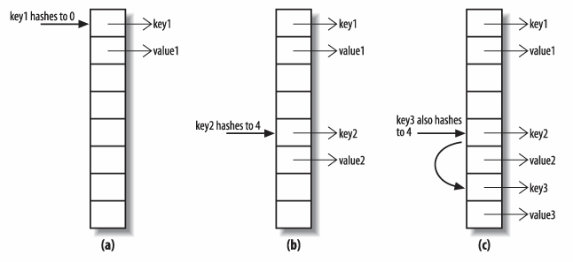 key1 hashes to 0
key1
value1
(a)
key1
value1
key2 hashes to 4
key2
value2
(b)
key1
value1
key3 also hashes
to 4
key2
value2
key3
value3
(c)